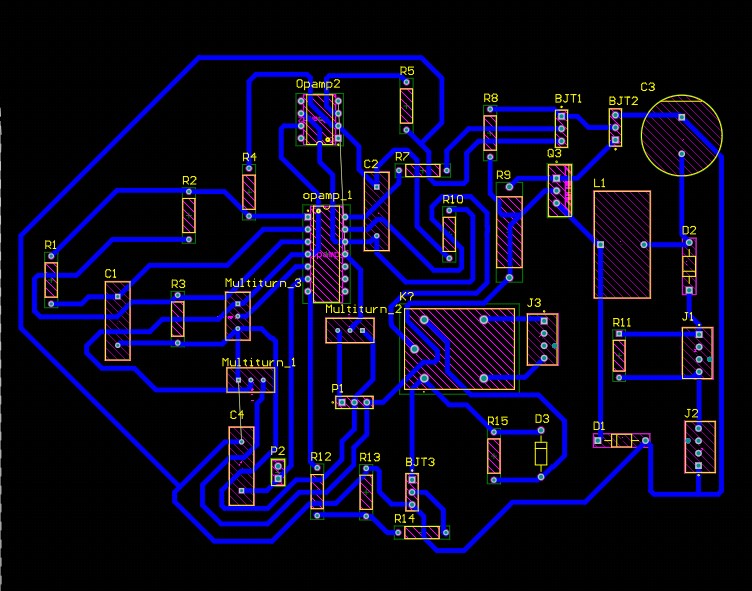 Opamp2
R5
C3
R8
BJT1
BJT2
R4
C2
R7
Q3
R2
R9
L1
opamp_1
R10
R1
D2
C1
R3
Multiturn_3
K?
J3
Multiturn_2
J1
R11
Multiturn_1
P1
C4
R15
D3
D1
J2
P2
R12
R13
BJT3
R14